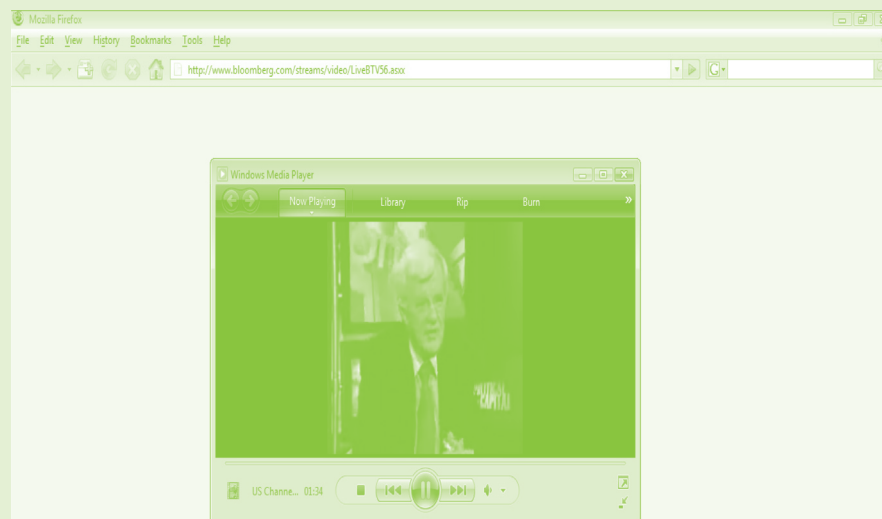 Mozilla Firefox
File Edit View History Bookmarks Tools Help
http://www.bloomberg.com/streams/video/LiveBTV56.asxx
G
Windows Media Player
Now Playing Library Rip Burn »
POLITICAL
CAPITAL
US Channe... 01:34